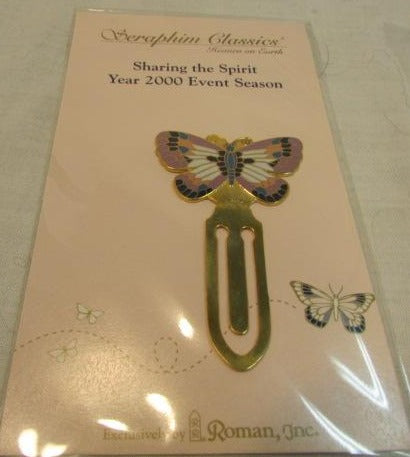 Seraphim Classics®
Heaven on Earth
Sharing the Spirit
Year 2000 Event Season
Exclusively by Roman, Inc.